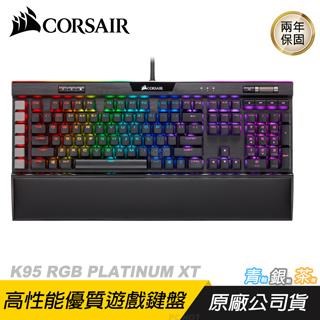 CORSAIR
兩年
保固
K95 RGB PLATINUM XT
青.銀.茶.
高性能優質遊戲鍵盤
原廠公司貨